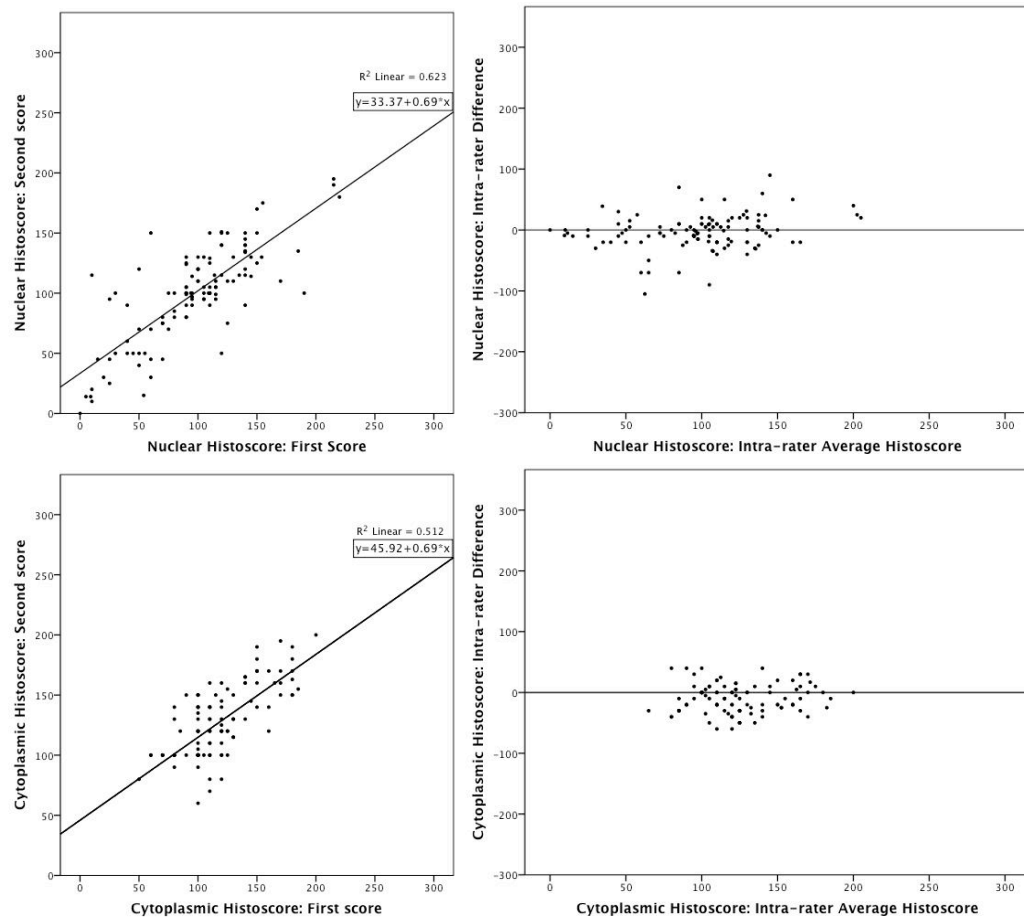 Nuclear Histoscore: Second score
300
250
200
150
100
50
0
R² Linear = 0.623
y=33.37+0.69*x
0 50 100 150 200 250 300
Nuclear Histoscore: First Score
Nuclear Histoscore: Intra-rater Difference
300
200
100
0
-100
-200
-300
0 50 100 150 200 250 300
Nuclear Histoscore: Intra-rater Average Histoscore
Cytoplasmic Histoscore: Second score
300
250
200
150
100
50
0
R² Linear = 0.512
y=45.92+0.69*x
0 50 100 150 200 250 300
Cytoplasmic Histoscore: First score
Cytoplasmic Histoscore: Intra-rater Difference
300
200
100
0
-100
-200
-300
0 50 100 150 200 250 300
Cytoplasmic Histoscore: Intra-rater Average Histoscore